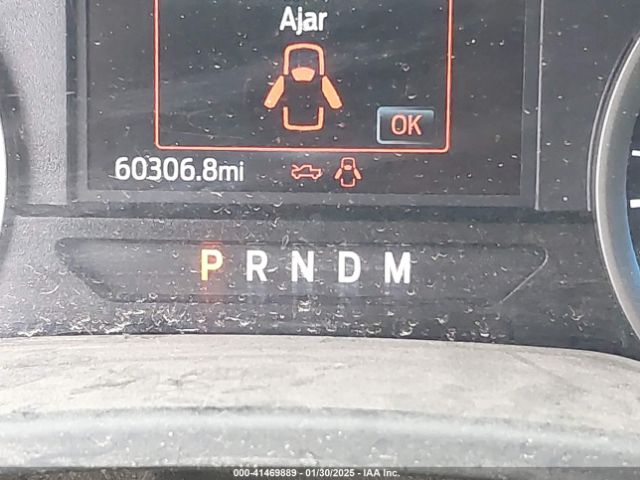 Ajar
OK
60306.8mi
P R N D M
000-41469889 - 01/30/2025 - IAA Inc.